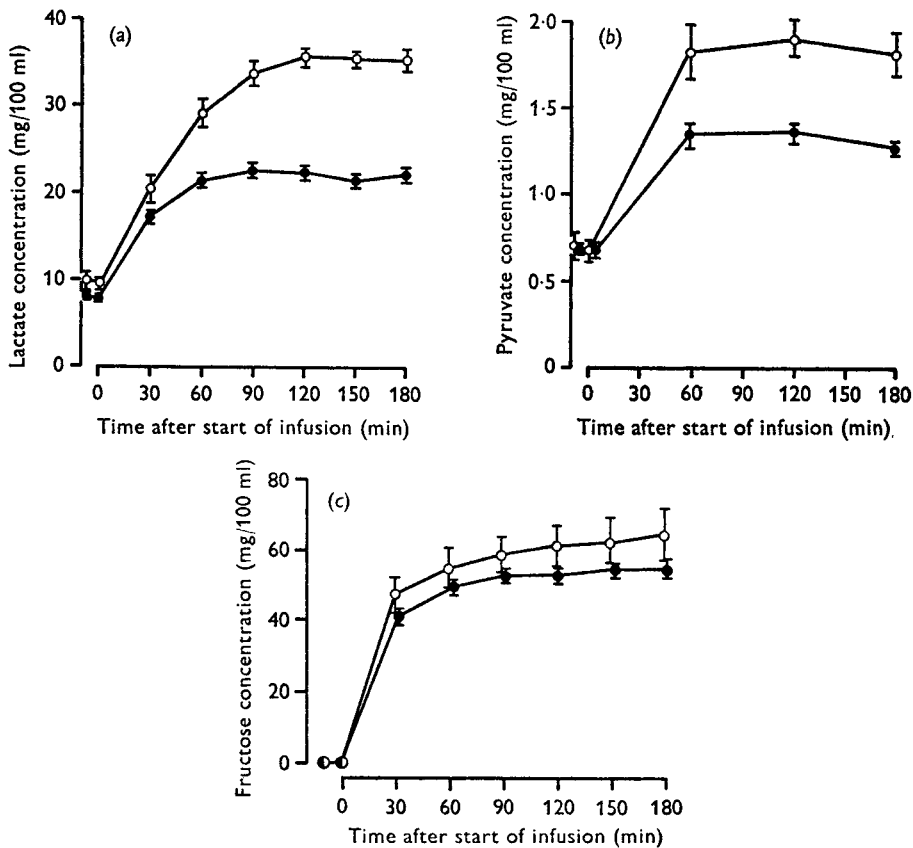 (a)
Lactate concentration (mg/100 ml)
40
30
20
10
0
0 30 60 90 120 150 180
Time after start of infusion (min)
(b)
Pyruvate concentration (mg/100 ml)
2·0
1·5
1·0
0·5
0
0 30 60 90 120 150 180
Time after start of infusion (min).
(c)
Fructose concentration (mg/100 ml)
80
60
40
20
0
0 30 60 90 120 150 180
Time after start of infusion (min)